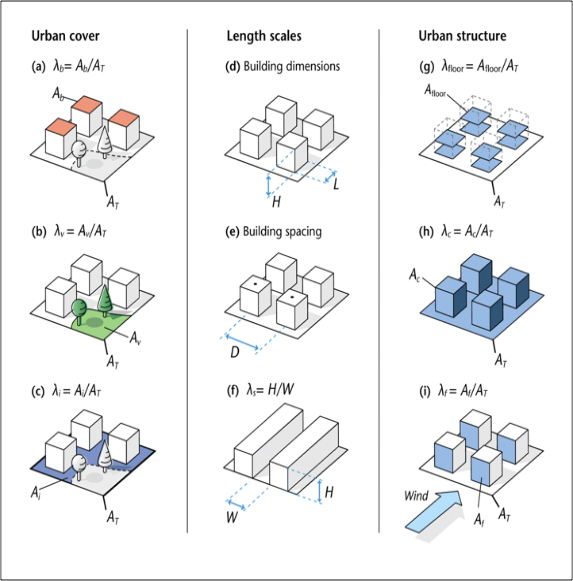 Urban cover
(a) λb = Ab/AT
Ab
AT
(b) λv = Av/AT
Av
AT
(c) λi = Ai/AT
Ai
AT
Length scales
(d) Building dimensions
H
L
(e) Building spacing
D
(f) λs = H/W
W
H
Urban structure
(g) λfloor = Afloor/AT
Afloor
AT
(h) λc = Ac/AT
Ac
AT
(i) λf = Af/AT
Wind
Af
AT